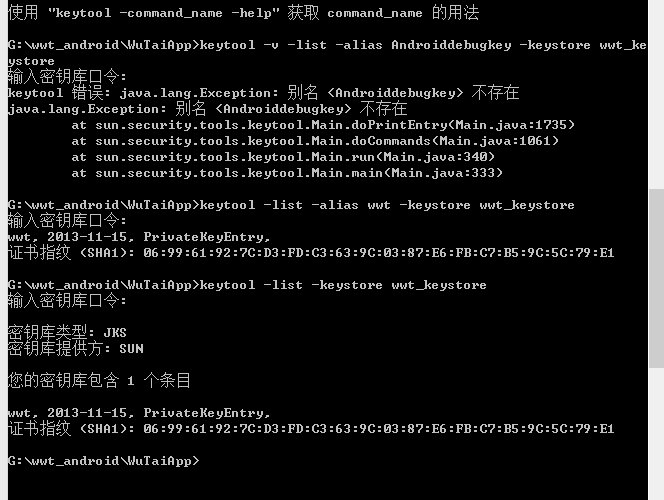 使用 "keytool -command_name -help" 获取 command_name 的用法
G:\wwt_android\WuTaiApp>keytool -v -list -alias Androiddebugkey -keystore wwt_ke
ystore
输入密钥库口令:
keytool 错误: java.lang.Exception: 别名 <Androiddebugkey> 不存在
java.lang.Exception: 别名 <Androiddebugkey> 不存在
at sun.security.tools.keytool.Main.doPrintEntry(Main.java:1735)
at sun.security.tools.keytool.Main.doCommands(Main.java:1061)
at sun.security.tools.keytool.Main.run(Main.java:340)
at sun.security.tools.keytool.Main.main(Main.java:333)
G:\wwt_android\WuTaiApp>keytool -list -alias wwt -keystore wwt_keystore
输入密钥库口令:
wwt, 2013-11-15, PrivateKeyEntry,
证书指纹 (SHA1): 06:99:61:92:7C:D3:FD:C3:63:9C:03:87:E6:FB:C7:B5:9C:5C:79:E1
G:\wwt_android\WuTaiApp>keytool -list -keystore wwt_keystore
输入密钥库口令:
密钥库类型: JKS
密钥库提供方: SUN
您的密钥库包含 1 个条目
wwt, 2013-11-15, PrivateKeyEntry,
证书指纹 (SHA1): 06:99:61:92:7C:D3:FD:C3:63:9C:03:87:E6:FB:C7:B5:9C:5C:79:E1
G:\wwt_android\WuTaiApp>